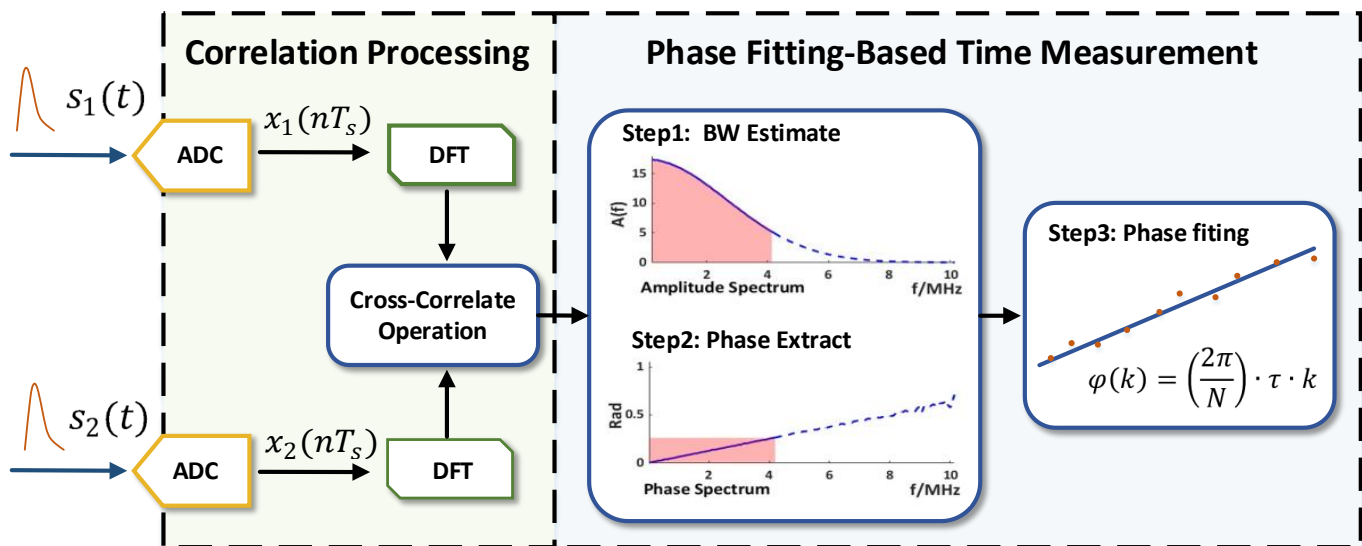 Correlation Processing
Phase Fitting-Based Time Measurement
s₁(t)
ADC
x₁(nTₛ)
DFT
Cross-Correlate
Operation
s₂(t)
ADC
x₂(nTₛ)
DFT
Step1: BW Estimate
A(f)
15
10
5
0
2 4 6 8 10
Amplitude Spectrum f/MHz
Step2: Phase Extract
Rad
1
0.5
0
2 4 6 8 10
Phase Spectrum f/MHz
Step3: Phase fiting
φ(k) = (2π/N) · τ · k